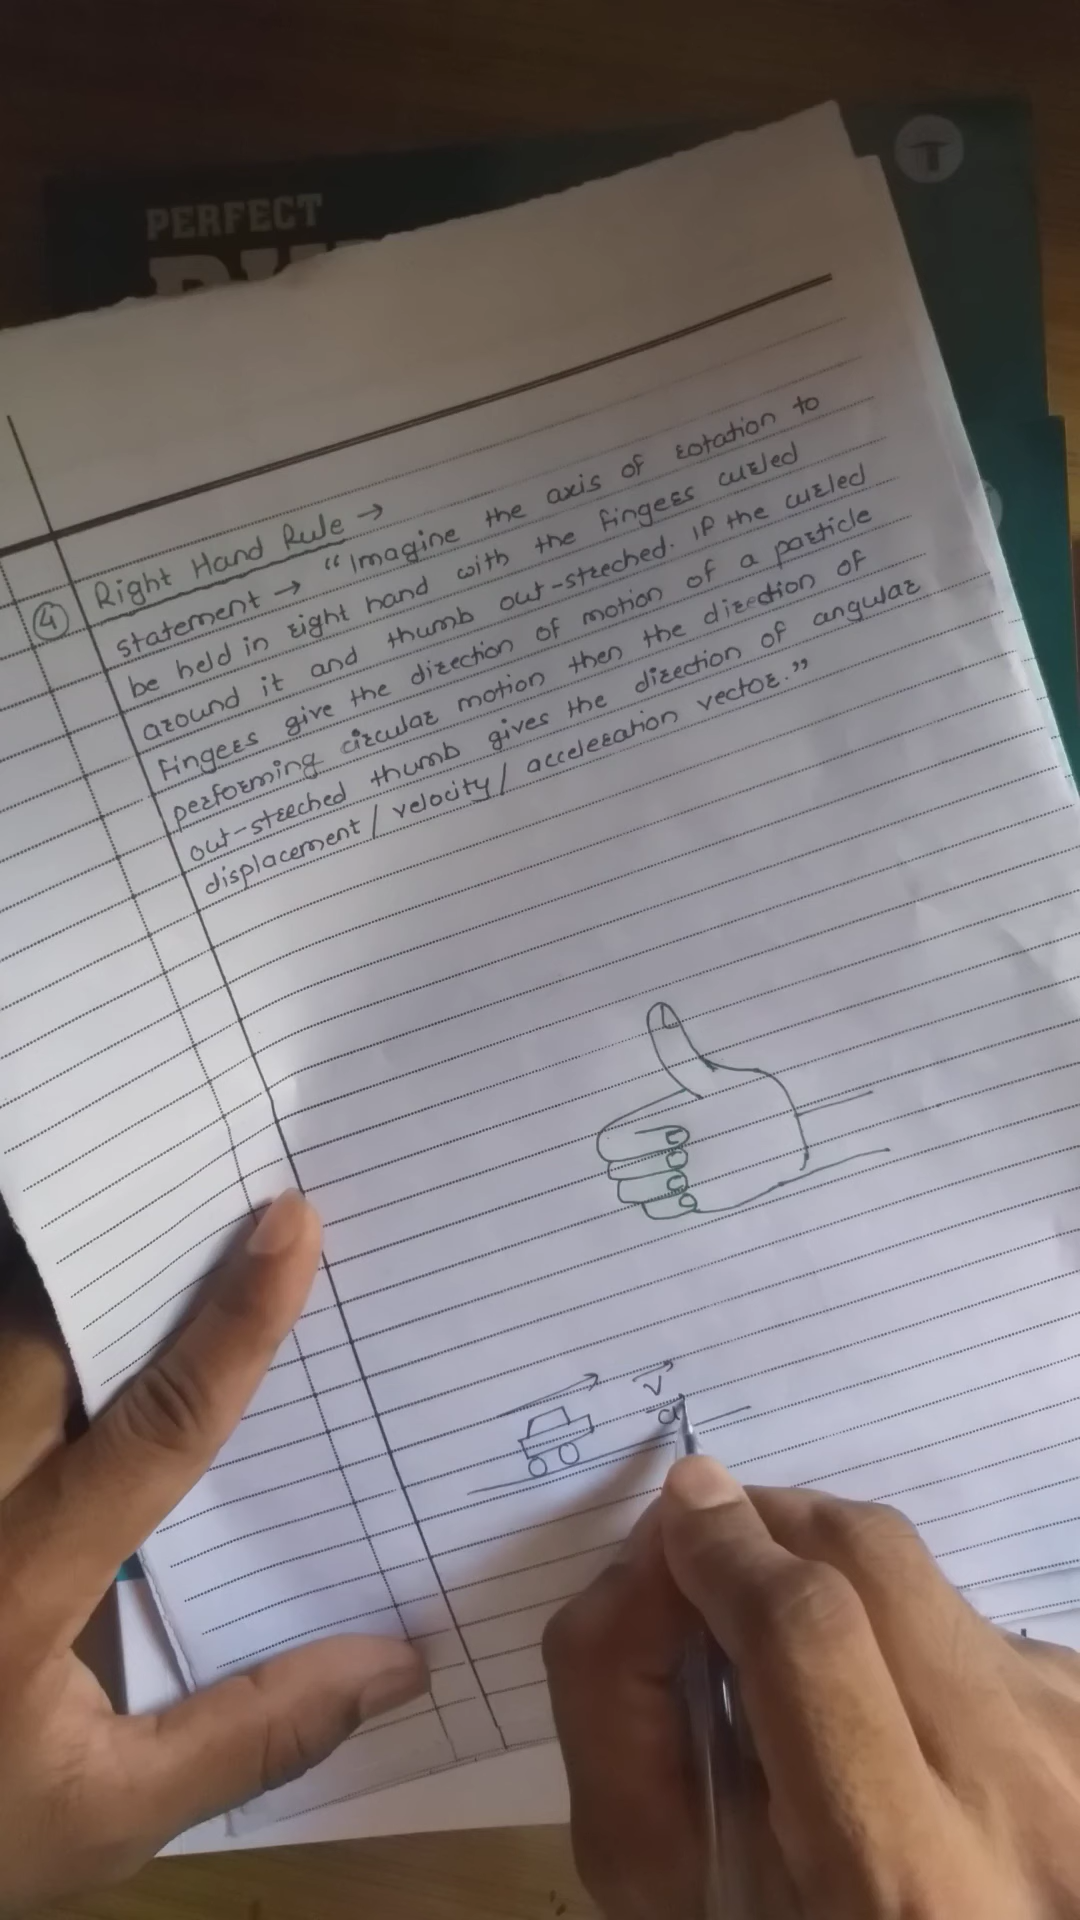 PERFECT
T
④ Right Hand Rule →
statement → “Imagine the axis of rotation to
be held in right hand with the fingers curled
around it and thumb out-streched. If the curled
fingers give the direction of motion of a particle
performing circular motion then the direction of
out-streched thumb gives the direction of angular
displacement / velocity / acceleration vector.”
v
a